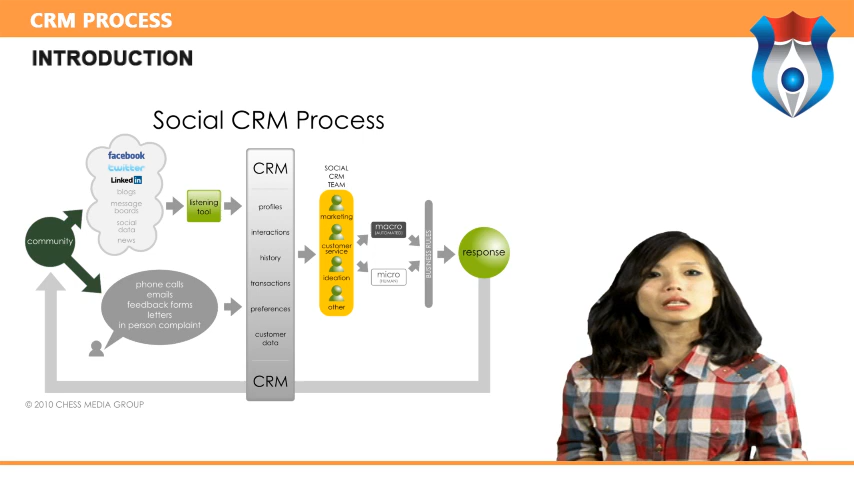 CRM PROCESS
INTRODUCTION
Social CRM Process
facebook
twitter
Linked in
blogs
message
boards
social
data
news
community
listening
tool
phone calls
emails
feedback forms
letters
in person complaint
CRM
profiles
interactions
history
transactions
preferences
customer
data
CRM
SOCIAL
CRM
TEAM
marketing
customer
service
ideation
other
macro
(AUTOMATED)
micro
(HUMAN)
BUSINESS RULES
response
© 2010 CHESS MEDIA GROUP